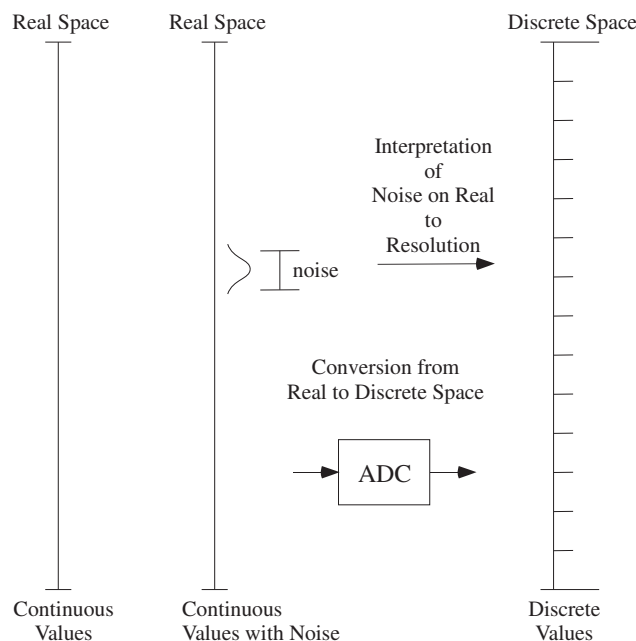 Real Space
Real Space
Discrete Space
Interpretation
of
Noise on Real
to
Resolution
noise
Conversion from
Real to Discrete Space
ADC
Continuous
Values
Continuous
Values with Noise
Discrete
Values